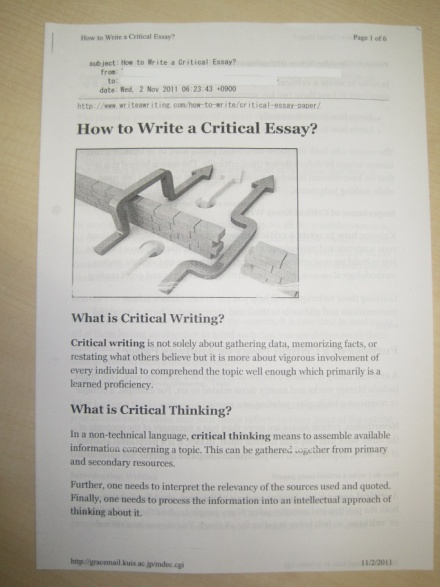 How to Write a Critical Essay?
Page 1 of 6
subject: How to Write a Critical Essay?
from:
to:
date: Wed, 2 Nov 2011 06:23:43 +0900
http://www.writeawriting.com/how-to-write/critical-essay-paper/
How to Write a Critical Essay?
What is Critical Writing?
Critical writing is not solely about gathering data, memorizing facts, or
restating what others believe but it is more about vigorous involvement of
every individual to comprehend the topic well enough which primarily is a
learned proficiency.
What is Critical Thinking?
In a non-technical language, critical thinking means to assemble available
information concerning a topic. This can be gathered together from primary
and secondary resources.
Further, one needs to interpret the relevancy of the sources used and quoted.
Finally, one needs to process the information into an intellectual approach of
thinking about it.
http://gracemail.kuis.ac.jp/mdec.cgi
11/2/2011